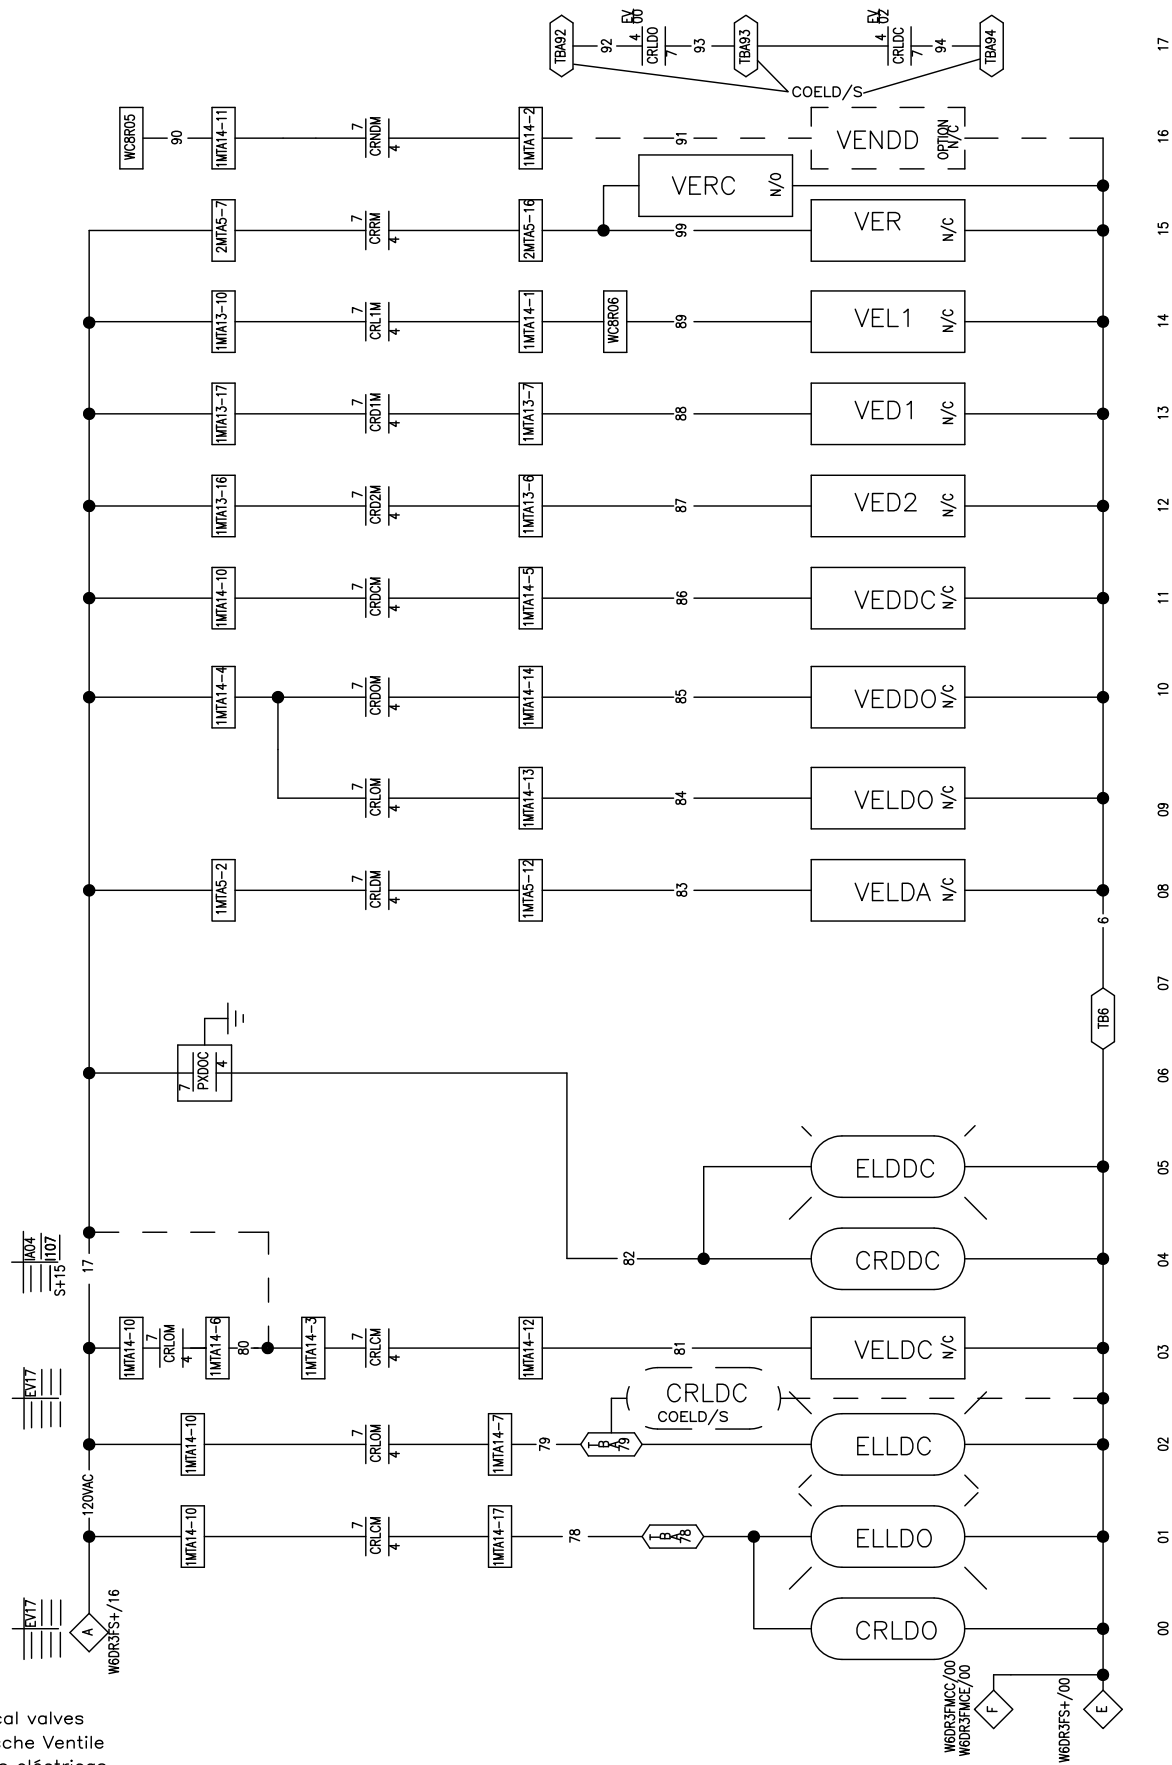 TBA92
92
EV 00
4
CRLDO
7
93
TBA93
EV 02
4
CRLDC
7
94
TBA94
17
COELD/S
WC8R05
90
1MTA14-11
7
CRNDM
4
1MTA14-2
91
VENDD
OPTION
N/C
16
VERC
N/O
2MTA5-7
7
CRRM
4
2MTA5-16
99
VER
N/C
15
1MTA13-10
7
CRL1M
4
1MTA14-1
WC8R06
89
VEL1
N/C
14
1MTA13-17
7
CRD1M
4
1MTA13-7
88
VED1
N/C
13
1MTA13-16
7
CRD2M
4
1MTA13-6
87
VED2
N/C
12
1MTA14-10
7
CRDCM
4
1MTA14-5
86
VEDDC
N/C
11
1MTA14-4
7
CRDOM
4
1MTA14-14
85
VEDDO
N/C
10
7
CRLOM
4
1MTA14-13
84
VELDO
N/C
09
1MTA5-2
7
CRLDM
4
1MTA5-12
83
VELDA
N/C
08
6
07
TB6
7
PXDOC
4
06
ELDDC
05
IA04
I107
S+15
17
82
CRDDC
04
1MTA14-10
7
CRLOM
4
1MTA14-6
80
1MTA14-3
7
CRLCM
4
1MTA14-12
81
VELDC
N/C
03
EV17
CRLDC
COELD/S
1MTA14-10
7
CRLOM
4
1MTA14-7
79
TBA79
ELLDC
02
120VAC
1MTA14-10
7
CRLCM
4
1MTA14-17
78
TBA78
ELLDO
01
EV17
A
W6DR3FS+/16
CRLDO
00
W6DR3FMCC/00
W6DR3FMCE/00
F
W6DR3FS+/00
E
cal valves
che Ventile